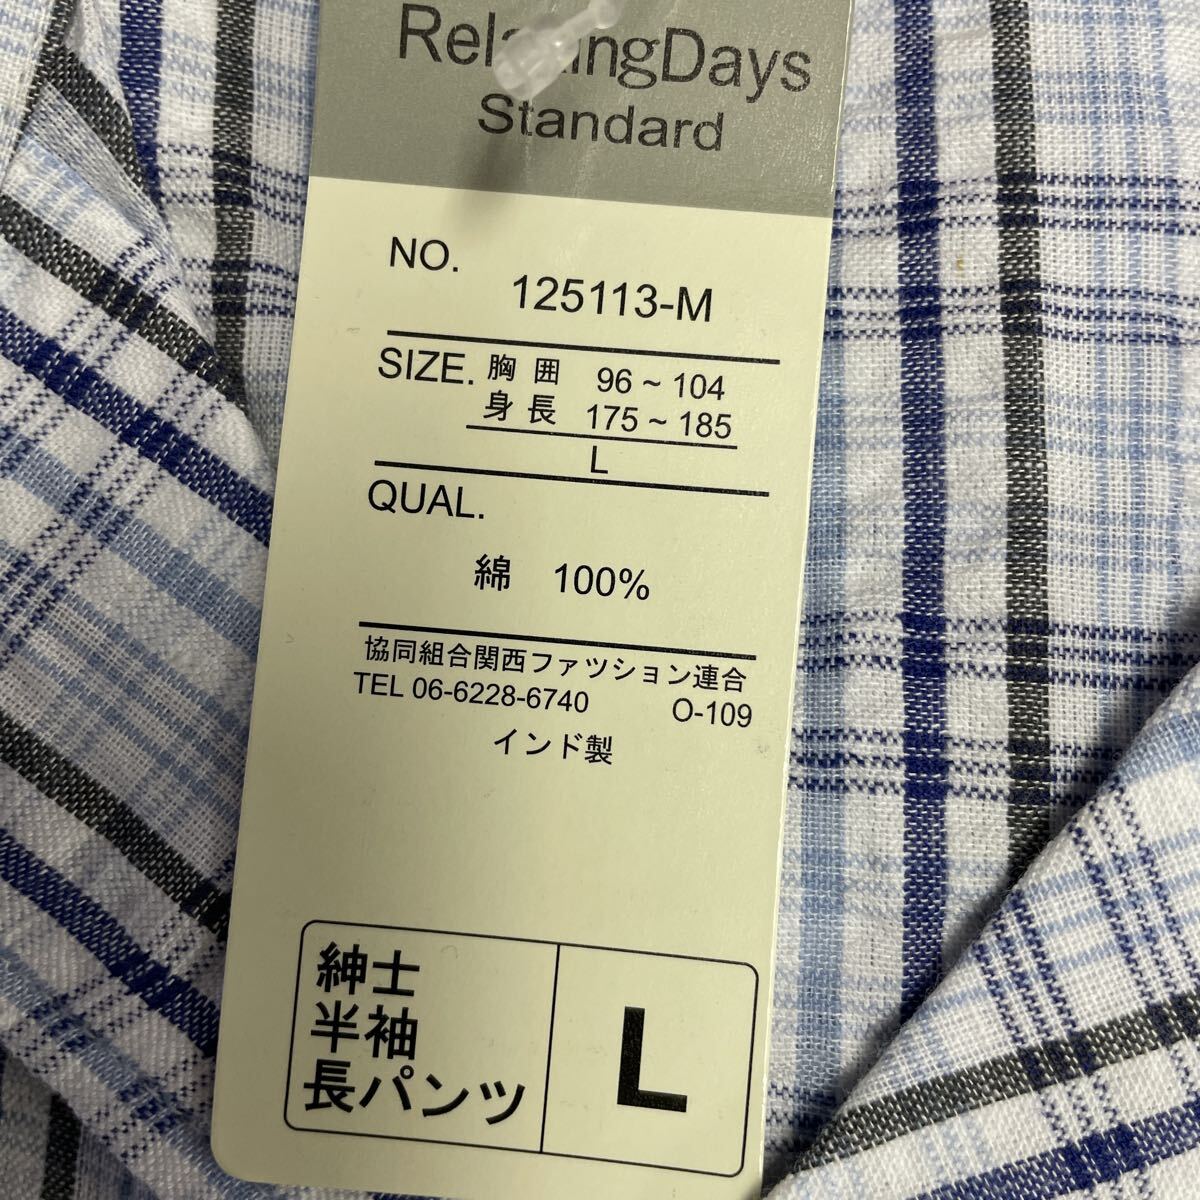 RelaxingDays
Standard
NO.
125113-M
SIZE. 胸囲 96~104
身長 175~185
L
QUAL.
綿 100%
協同組合関西ファツション連合
TEL 06-6228-6740 O-109
インド製
紳士
半袖
長パンツ
L